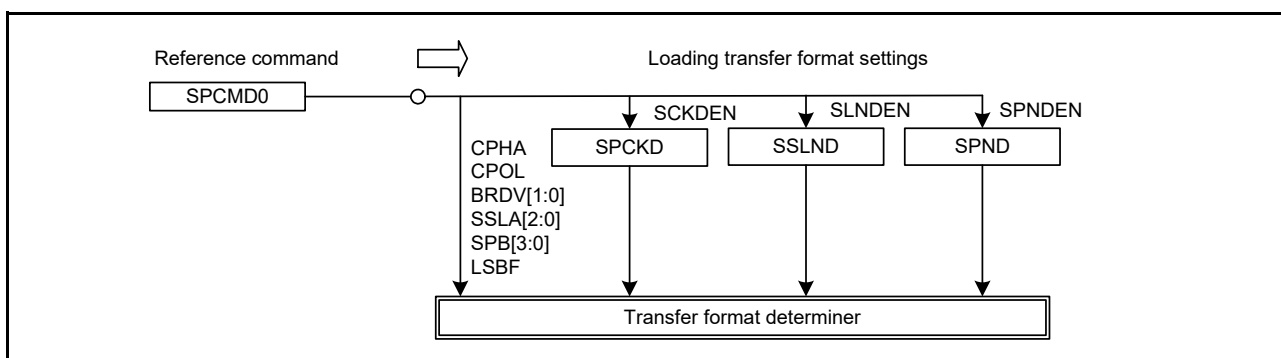 Reference command
Loading transfer format settings
SPCMD0
SCKDEN
SLNDEN
SPNDEN
CPHA
CPOL
BRDV[1:0]
SSLA[2:0]
SPB[3:0]
LSBF
SPCKD
SSLND
SPND
Transfer format determiner